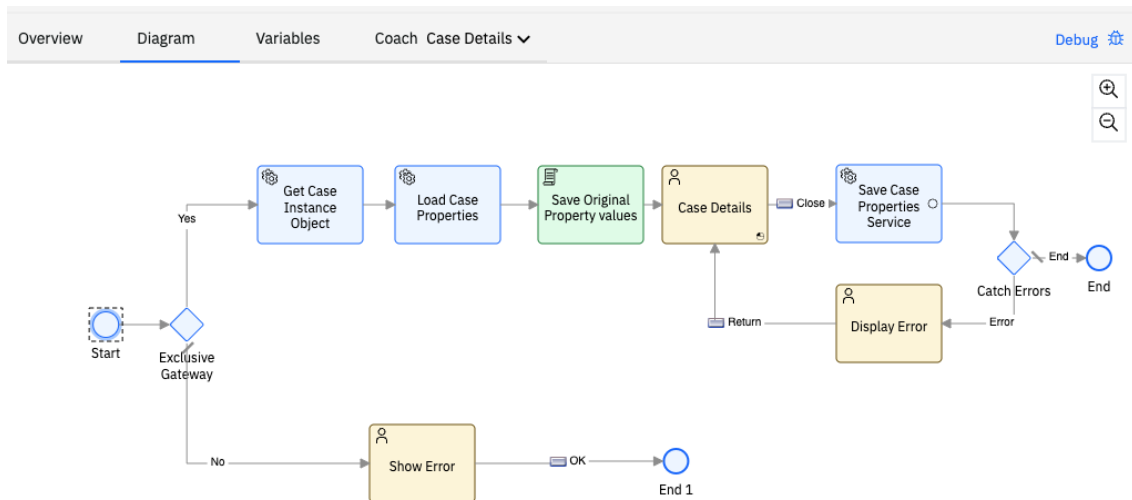 Overview
Diagram
Variables
Coach Case Details
Debug
Get Case
Instance
Object
Load Case
Properties
Save Original
Property values
Case Details
Close
Save Case
Properties
Service
Yes
End
Catch Errors
End
Start
Exclusive
Gateway
Return
Display Error
Error
No
Show Error
OK
End 1